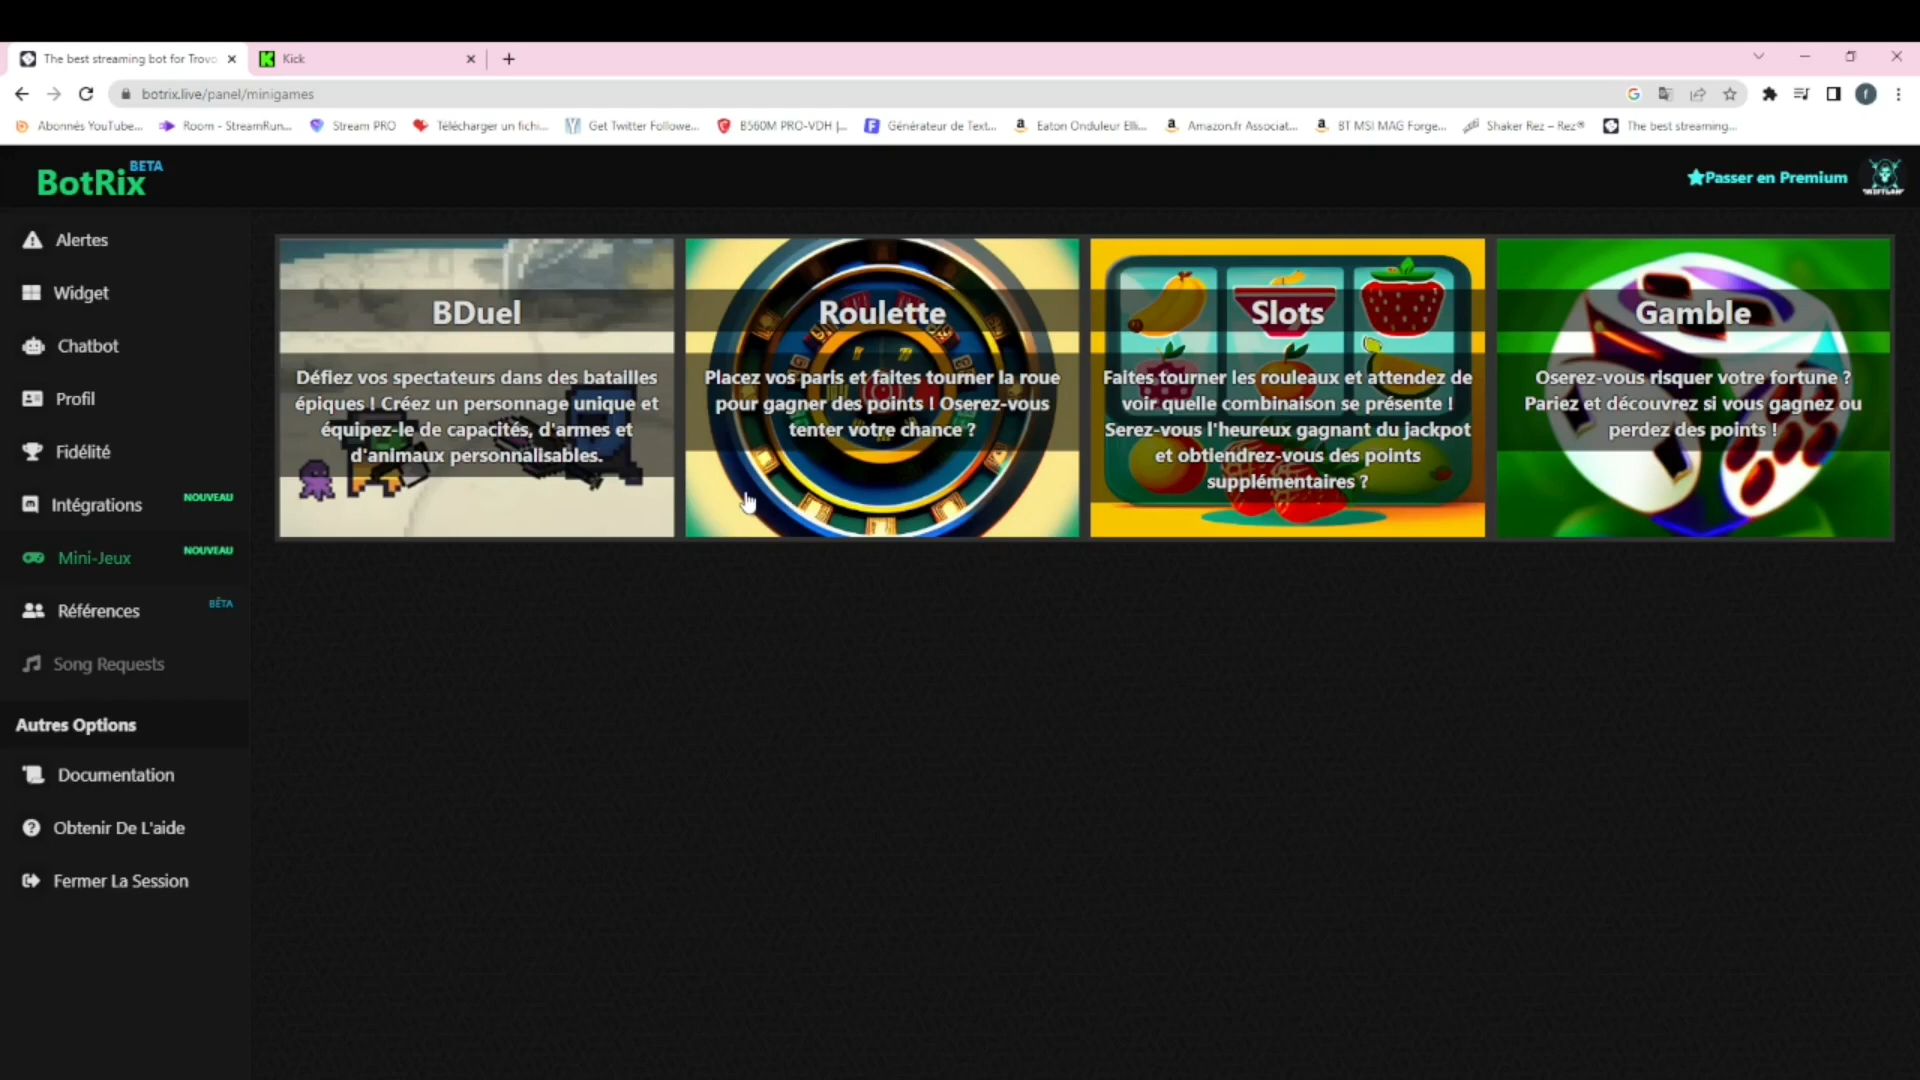 The best streaming bot for Trovo
Kick
botrix.live/panel/minigames
Abonnés YouTube...
Room - StreamRun...
Stream PRO
Télécharger un fichi...
Get Twitter Followe...
B560M PRO-VDH |...
Générateur de Text...
Eaton Onduleur Elli...
Amazon.fr Associat...
BT MSI MAG Forge...
Shaker Rez – Rez®
The best streaming...
BotRix BETA
Passer en Premium
Alertes
Widget
Chatbot
Profil
Fidélité
Intégrations NOUVEAU
Mini-Jeux NOUVEAU
Références BÊTA
Song Requests
Autres Options
Documentation
Obtenir De L'aide
Fermer La Session
BDuel
Défiez vos spectateurs dans des batailles
épiques ! Créez un personnage unique et
équipez-le de capacités, d'armes et
d'animaux personnalisables.
Roulette
Placez vos paris et faites tourner la roue
pour gagner des points ! Oserez-vous
tenter votre chance ?
Slots
Faites tourner les rouleaux et attendez de
voir quelle combinaison se présente !
Serez-vous l'heureux gagnant du jackpot
et obtiendrez-vous des points
supplémentaires ?
Gamble
Oserez-vous risquer votre fortune ?
Pariez et découvrez si vous gagnez ou
perdez des points !